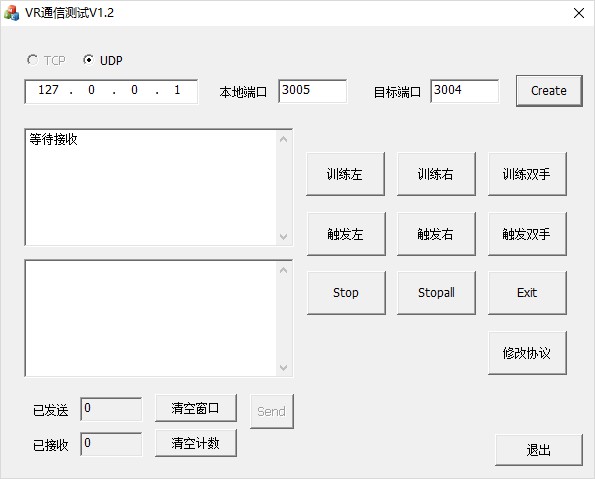 VR通信测试V1.2
TCP UDP
127 . 0 . 0 . 1 本地端口 3005 目标端口 3004 Create
等待接收
训练左 训练右 训练双手
触发左 触发右 触发双手
Stop Stopall Exit
修改协议
已发送 0 清空窗口 Send
已接收 0 清空计数
退出